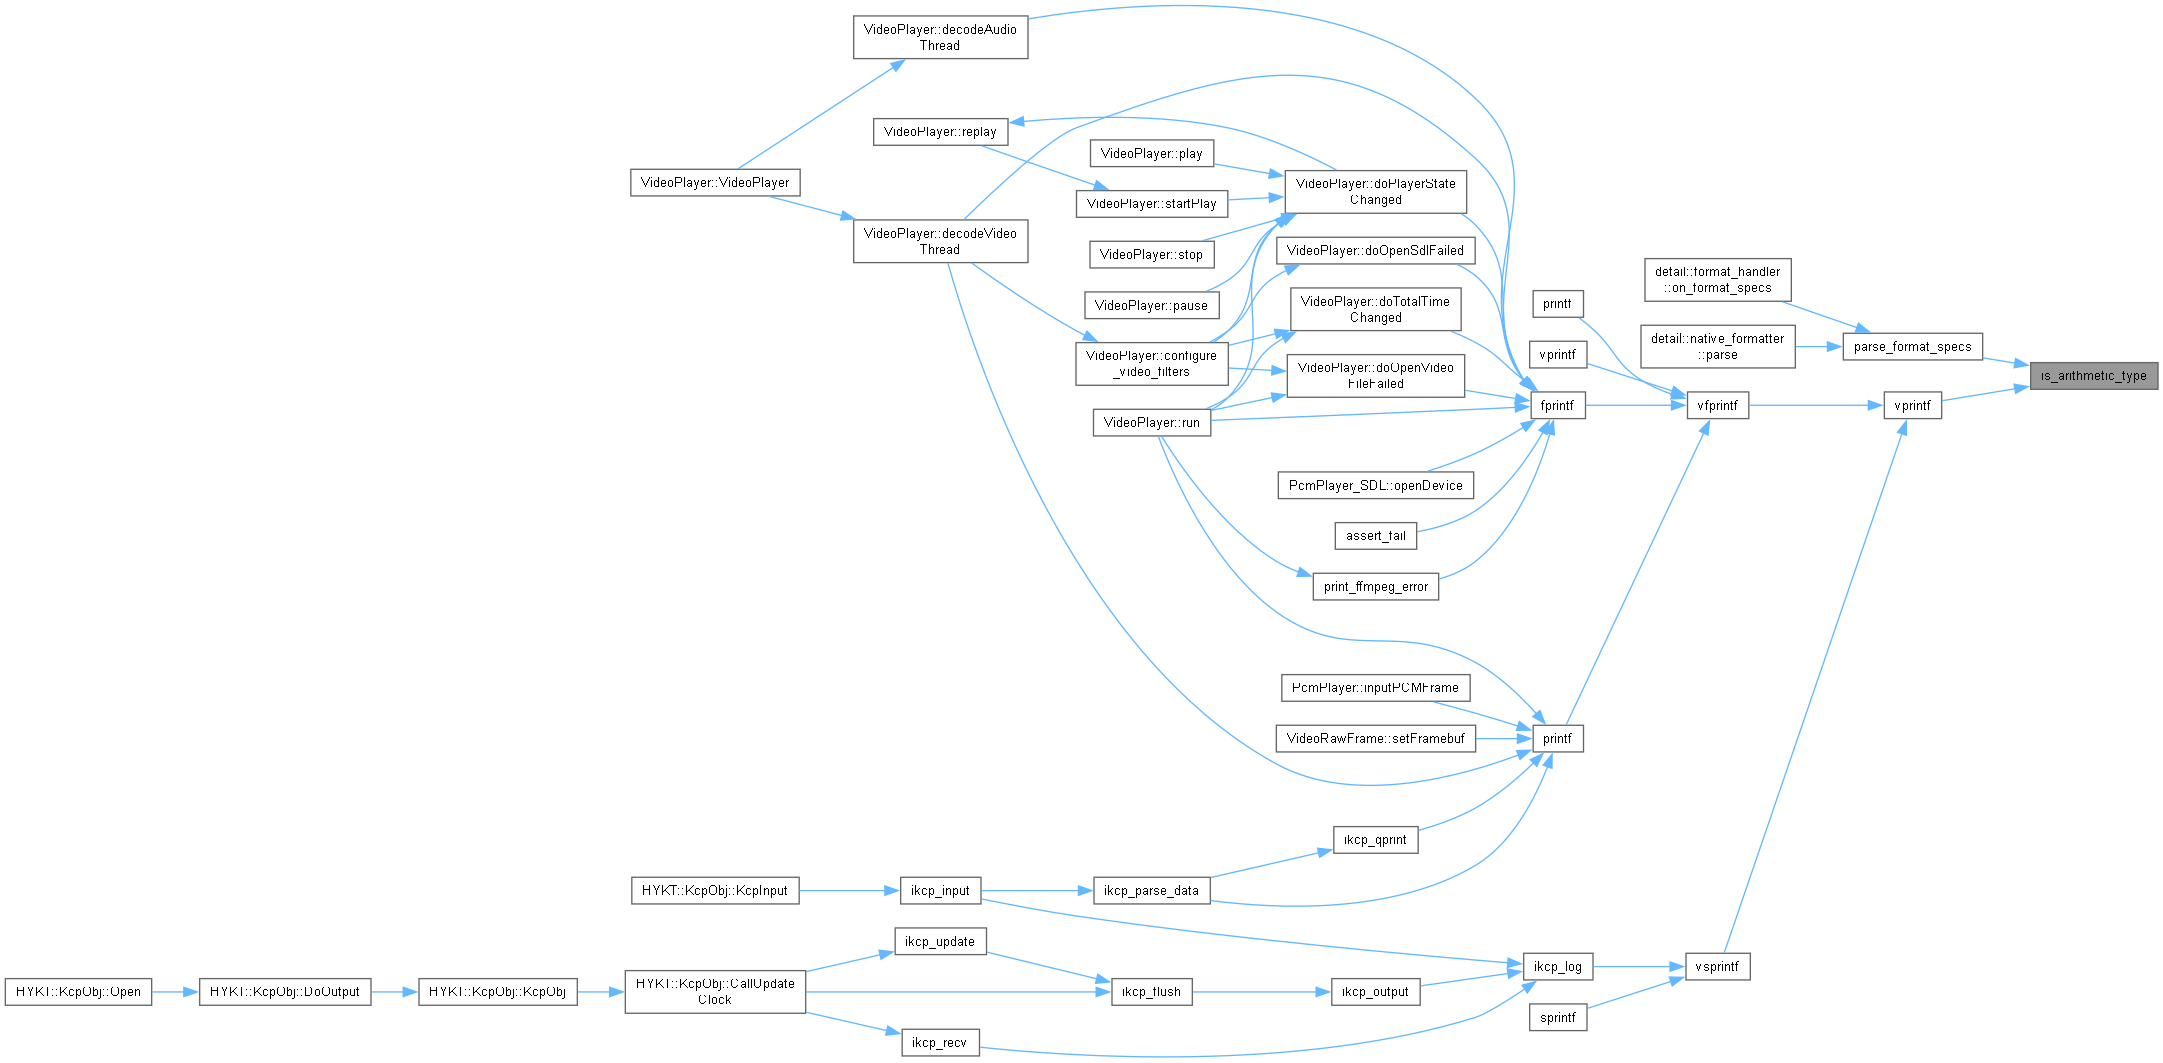 VideoPlayer::decodeAudio
Thread
VideoPlayer::replay
VideoPlayer::play
VideoPlayer::VideoPlayer
VideoPlayer::doPlayerState
Changed
VideoPlayer::startPlay
VideoPlayer::decodeVideo
Thread
VideoPlayer::stop
VideoPlayer::doOpenSdlFailed
detail::format_handler
::on_format_specs
VideoPlayer::pause
VideoPlayer::doTotalTime
Changed
printf
detail::native_formatter
::parse
parse_format_specs
vprintf
VideoPlayer::configure
_video_filters
VideoPlayer::doOpenVideo
FileFailed
is_arithmetic_type
fprintf
vfprintf
vprintf
VideoPlayer::run
PcmPlayer_SDL::openDevice
assert_fail
print_ffmpeg_error
PcmPlayer::inputPCMFrame
VideoRawFrame::setFramebuf
printf
ikcp_qprint
HYKT::KcpObj::KcpInput
ikcp_input
ikcp_parse_data
ikcp_update
ikcp_log
vsprintf
HYKT::KcpObj::Open
HYKT::KcpObj::DoOutput
HYKT::KcpObj::KcpObj
HYKT::KcpObj::CallUpdate
Clock
ikcp_flush
ikcp_output
sprintf
ikcp_recv